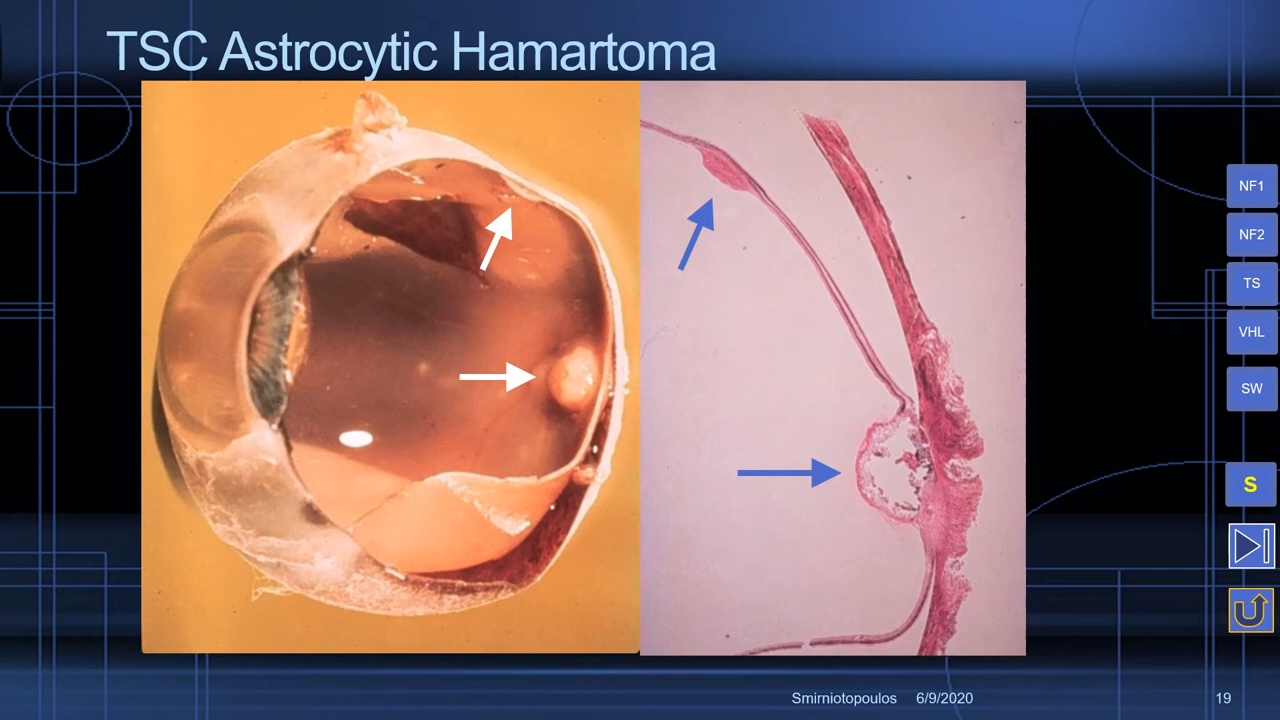 TSC Astrocytic Hamartoma
NF1
NF2
TS
VHL
SW
S
Smirniotopoulos 6/9/2020 19